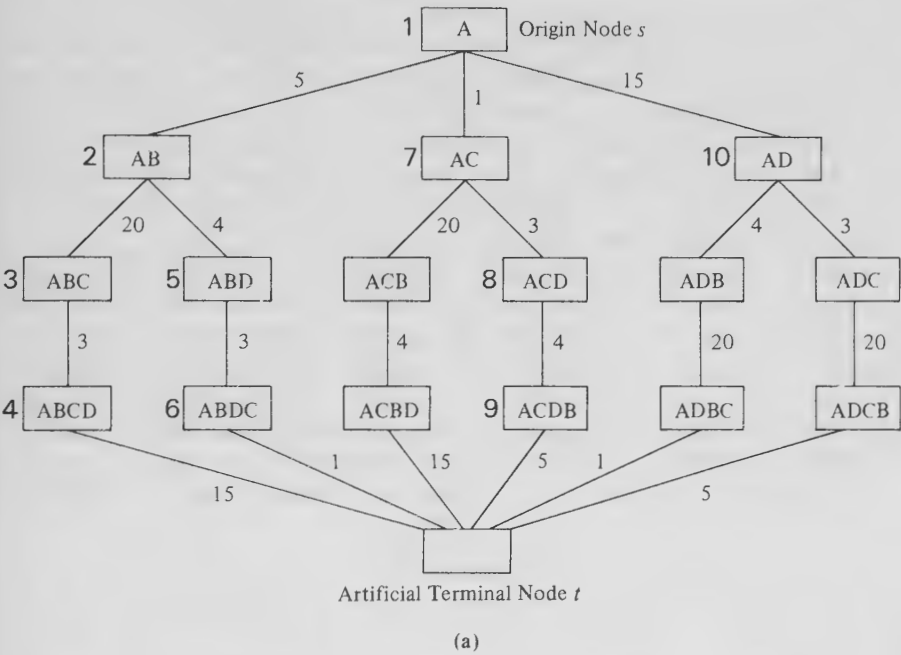 1 A Origin Node s
5 1 15
2 AB 7 AC 10 AD
20 4 20 3 4 3
3 ABC 5 ABD ACB 8 ACD ADB ADC
3 3 4 4 20 20
4 ABCD 6 ABDC ACBD 9 ACDB ADBC ADCB
15 1 15 5 1 5
Artificial Terminal Node t
(a)